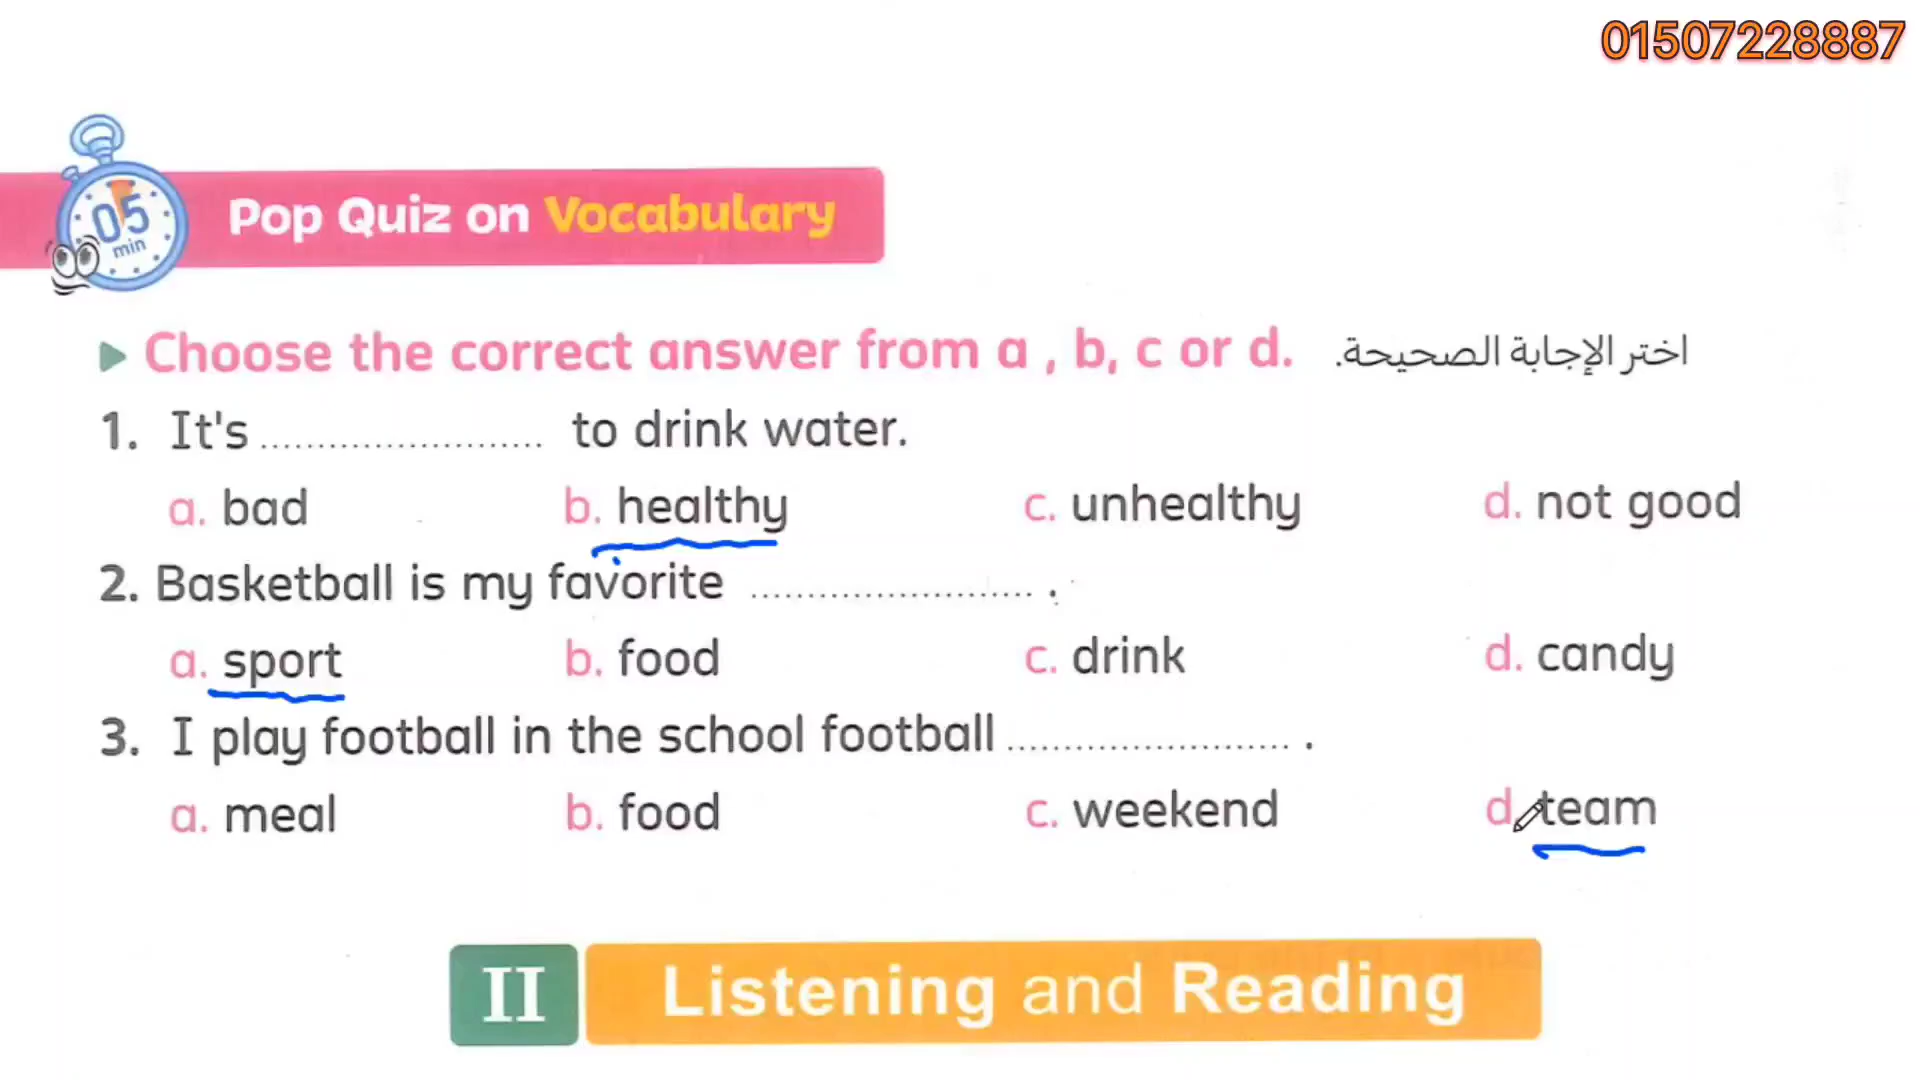 01507228887
05
min
Pop Quiz on Vocabulary
Choose the correct answer from a , b, c or d. اختر الإجابة الصحيحة.
1. It's ............................ to drink water.
a. bad b. healthy c. unhealthy d. not good
2. Basketball is my favorite ............................ .
a. sport b. food c. drink d. candy
3. I play football in the school football ............................ .
a. meal b. food c. weekend d. team
II Listening and Reading